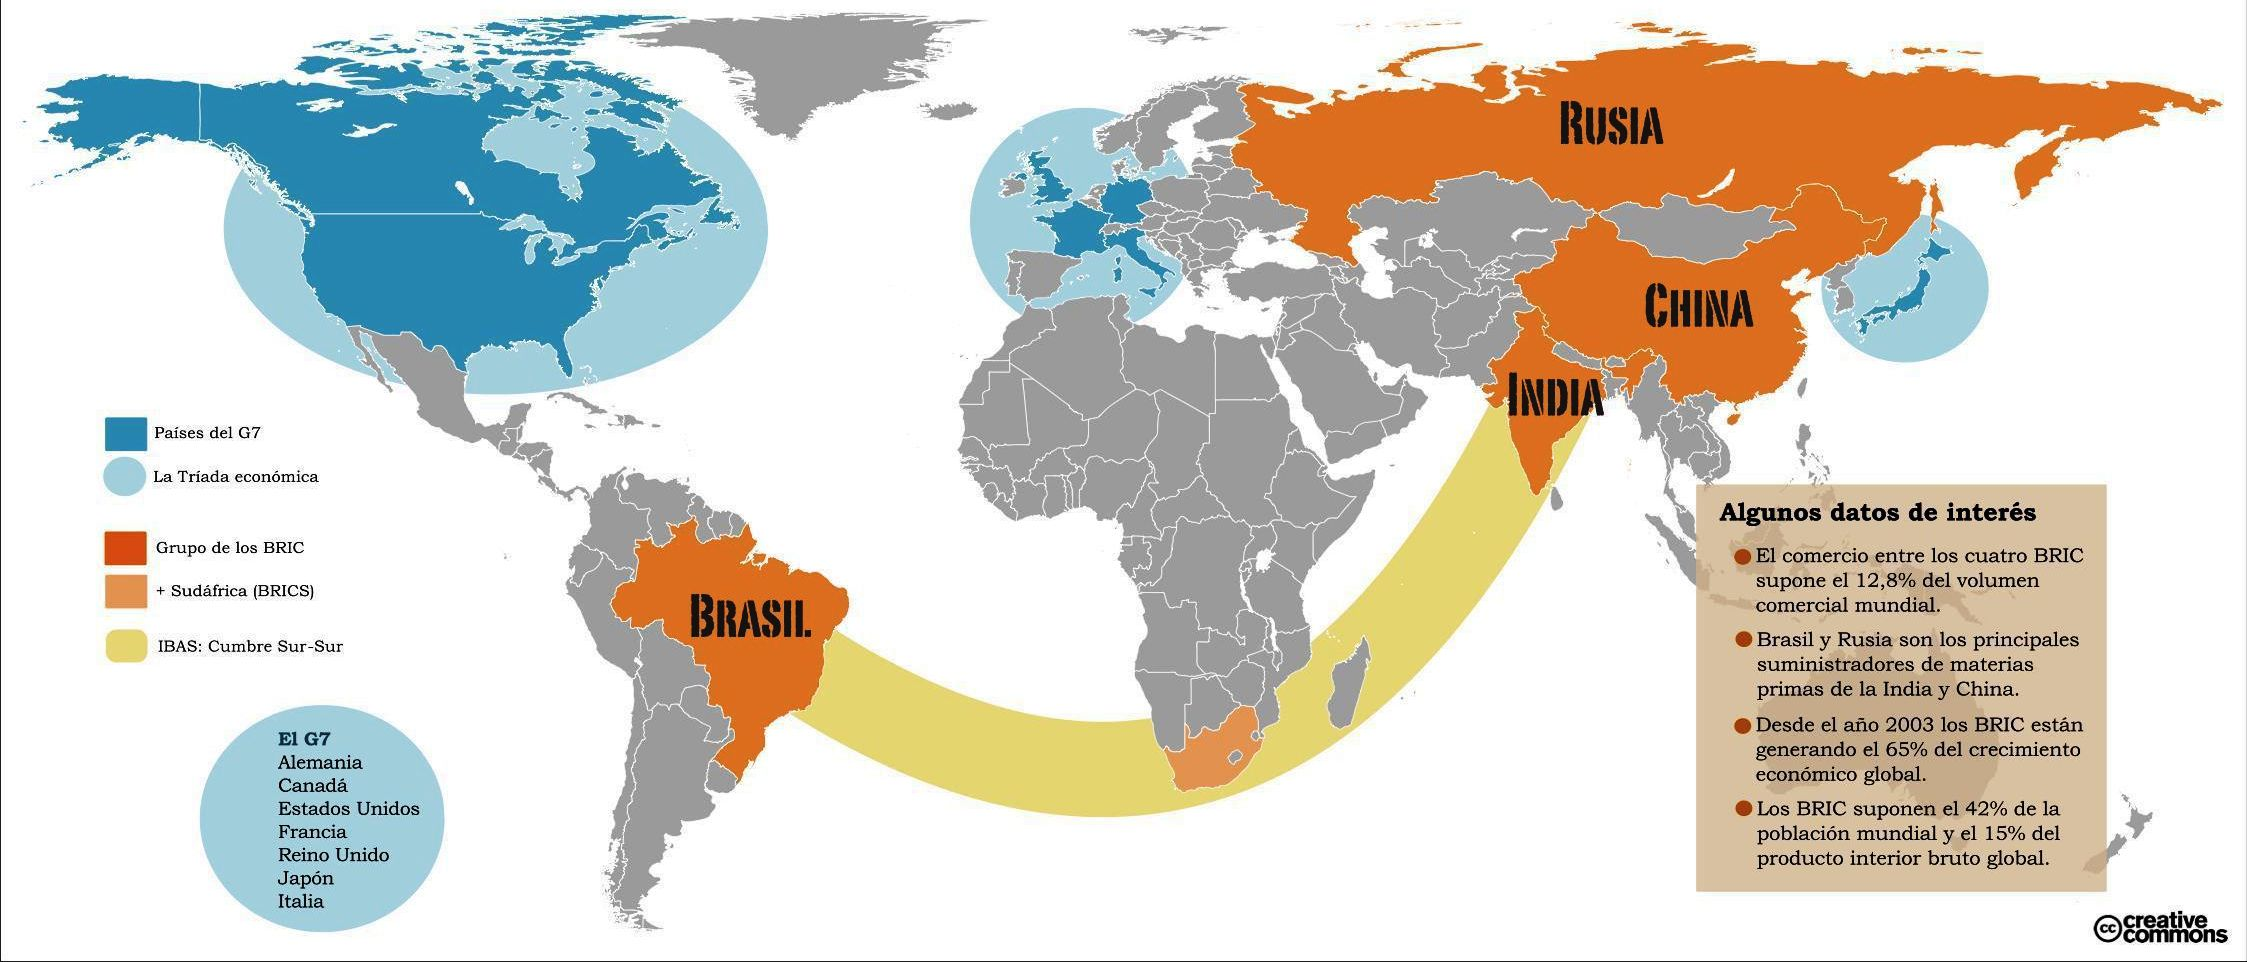 RUSIA
CHINA
INDIA
BRASIL
Países del G7
La Tríada económica
Grupo de los BRIC
+ Sudáfrica (BRICS)
IBAS: Cumbre Sur-Sur
El G7
Alemania
Canadá
Estados Unidos
Francia
Reino Unido
Japón
Italia
Algunos datos de interés
El comercio entre los cuatro BRIC
supone el 12,8% del volumen
comercial mundial.
Brasil y Rusia son los principales
suministradores de materias
primas de la India y China.
Desde el año 2003 los BRIC están
generando el 65% del crecimiento
económico global.
Los BRIC suponen el 42% de la
población mundial y el 15% del
producto interior bruto global.
cc creative
commons